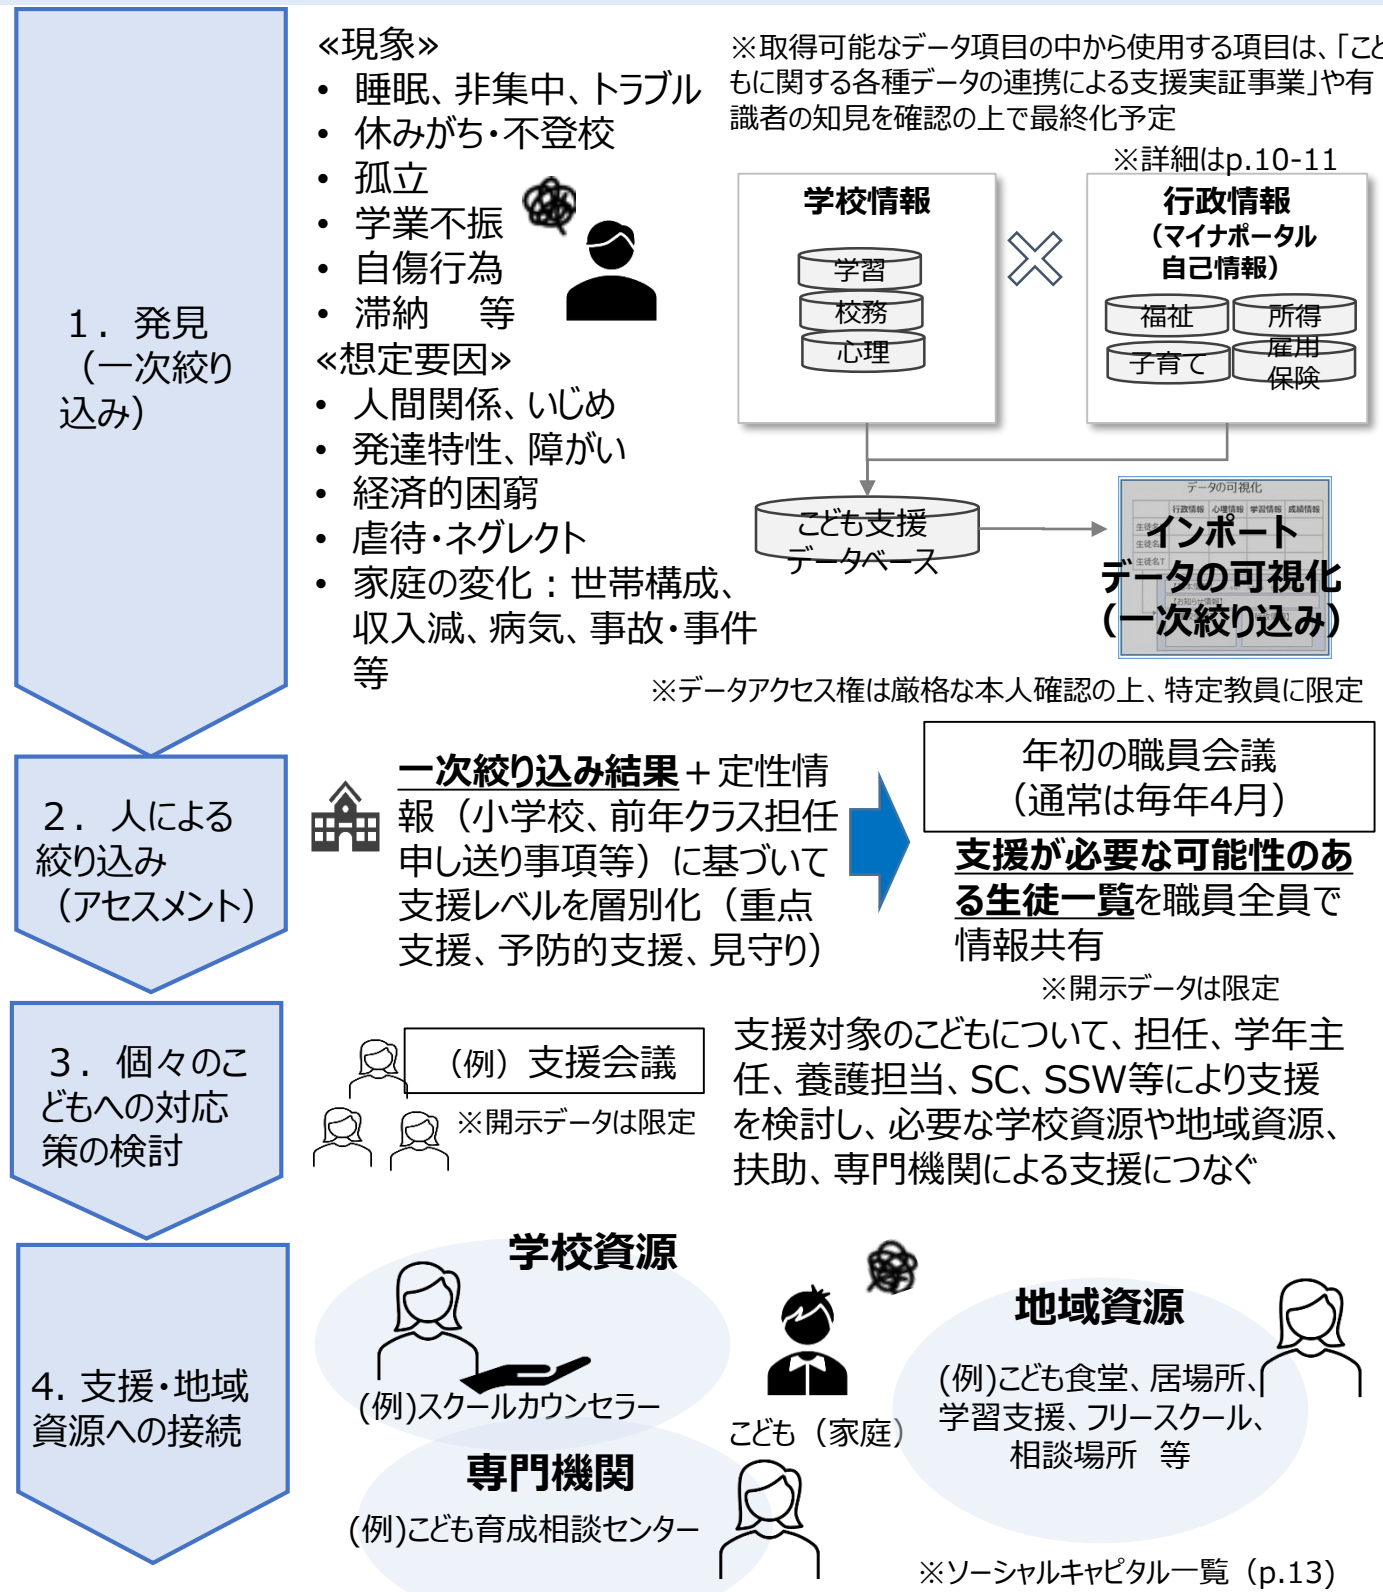 1．発見
（一次絞り
込み）
≪現象≫
• 睡眠、非集中、トラブル
• 休みがち・不登校
• 孤立
• 学業不振
• 自傷行為
• 滞納　等
≪想定要因≫
• 人間関係、いじめ
• 発達特性、障がい
• 経済的困窮
• 虐待・ネグレクト
• 家庭の変化：世帯構成、
収入減、病気、事故・事件
等
※取得可能なデータ項目の中から使用する項目は、「こど
もに関する各種データの連携による支援実証事業」や有
識者の知見を確認の上で最終化予定
※詳細はp.10-11
学校情報
学習
校務
心理
行政情報
（マイナポータル
自己情報）
福祉
所得
子育て
雇用
保険
こども支援
データベース
データの可視化
行政情報 心理情報 学習情報 成績情報
インポート
データの可視化
（一次絞り込み）
※データアクセス権は厳格な本人確認の上、特定教員に限定
2．人による
絞り込み
（アセスメント）
一次絞り込み結果＋定性情
報（小学校、前年クラス担任
申し送り事項等）に基づいて
支援レベルを層別化（重点
支援、予防的支援、見守り）
年初の職員会議
（通常は毎年4月）
支援が必要な可能性のあ
る生徒一覧を職員全員で
情報共有
※開示データは限定
3．個々のこ
どもへの対応
策の検討
（例）支援会議
※開示データは限定
支援対象のこどもについて、担任、学年主
任、養護担当、SC、SSW等により支援
を検討し、必要な学校資源や地域資源、
扶助、専門機関による支援につなぐ
4. 支援・地域
資源への接続
学校資源
(例)スクールカウンセラー
専門機関
(例)こども育成相談センター
こども（家庭）
地域資源
(例)こども食堂、居場所、
学習支援、フリースクール、
相談場所　等
※ソーシャルキャピタル一覧（p.13）